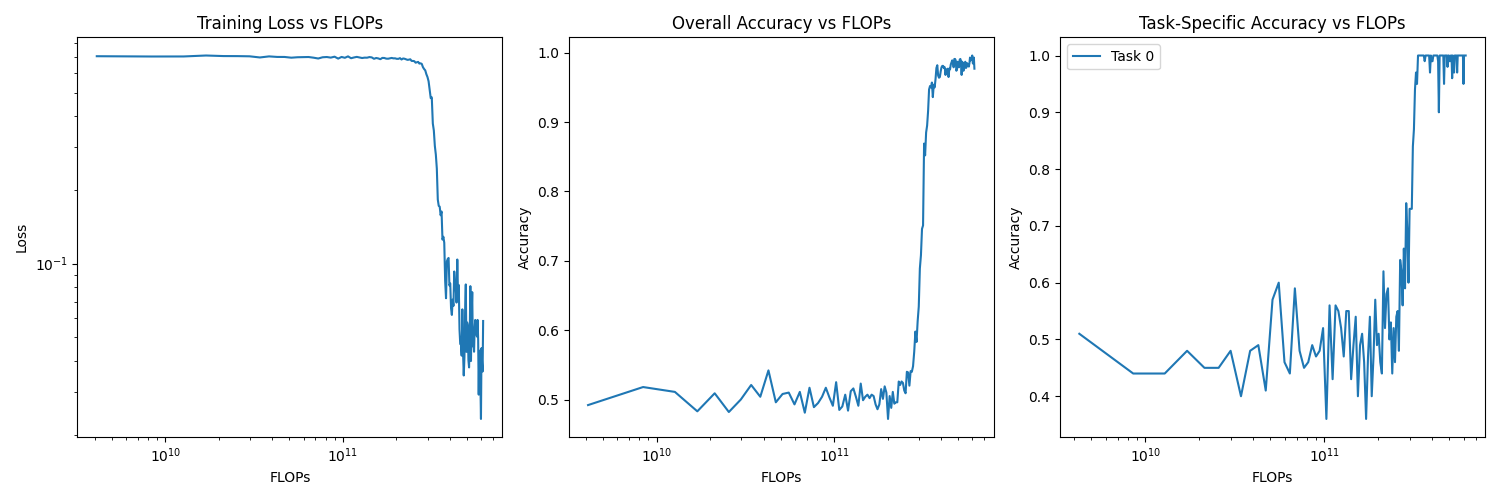 Training Loss vs FLOPs
Loss
10⁻¹
10¹⁰
10¹¹
FLOPs
Overall Accuracy vs FLOPs
Accuracy
1.0
0.9
0.8
0.7
0.6
0.5
10¹⁰
10¹¹
FLOPs
Task-Specific Accuracy vs FLOPs
Task 0
Accuracy
1.0
0.9
0.8
0.7
0.6
0.5
0.4
10¹⁰
10¹¹
FLOPs